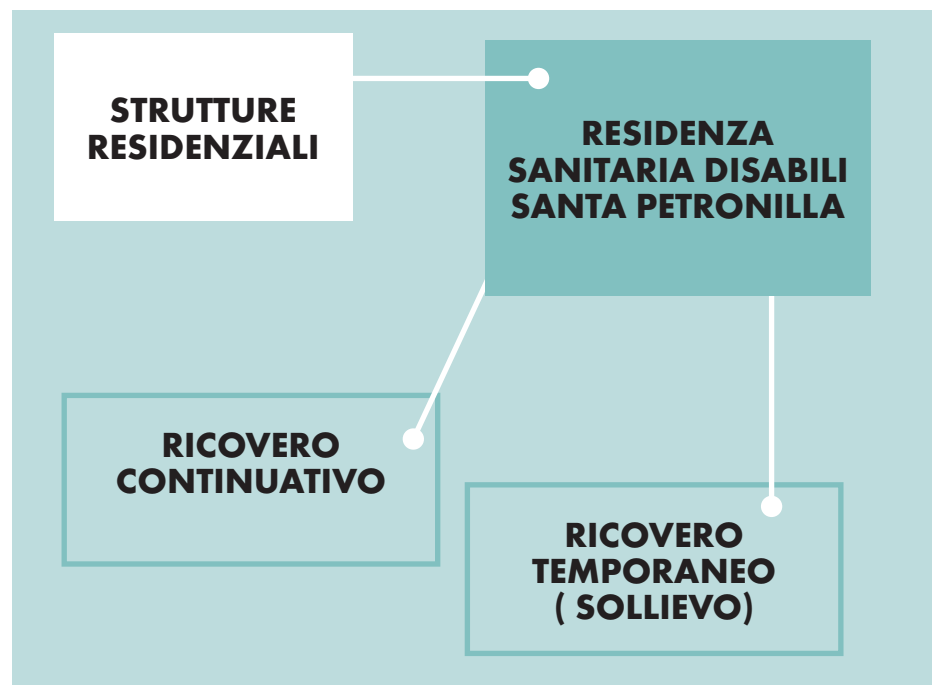 STRUTTURE
RESIDENZIALI
RESIDENZA
SANITARIA DISABILI
SANTA PETRONILLA
RICOVERO
CONTINUATIVO
RICOVERO
TEMPORANEO
( SOLLIEVO)